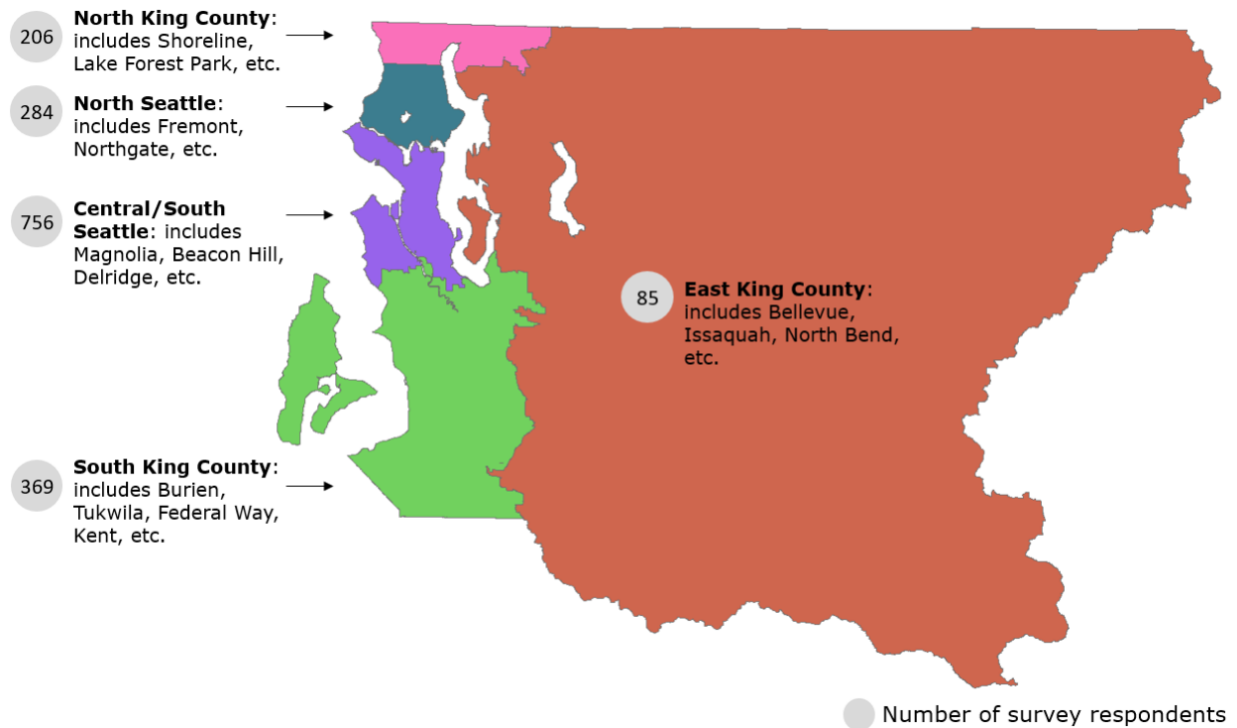 206
North King County:
includes Shoreline,
Lake Forest Park, etc.
284
North Seattle:
includes Fremont,
Northgate, etc.
756
Central/South
Seattle: includes
Magnolia, Beacon Hill,
Delridge, etc.
85
East King County:
includes Bellevue,
Issaquah, North Bend,
etc.
369
South King County:
includes Burien,
Tukwila, Federal Way,
Kent, etc.
Number of survey respondents